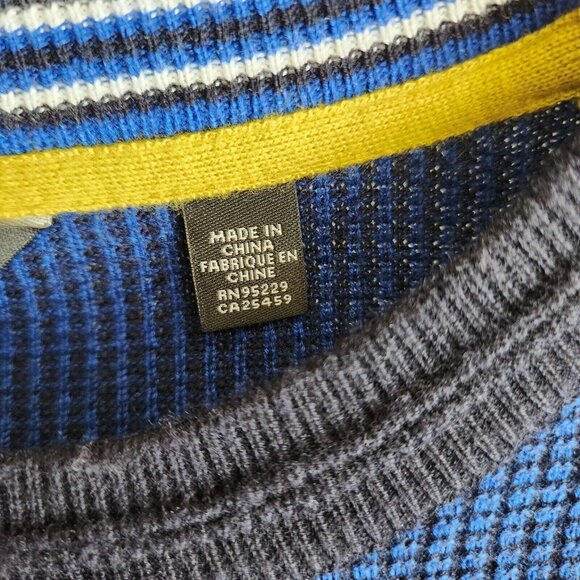 MADE IN
CHINA
FABRIQUE EN
CHINE
RN95229
CA25459